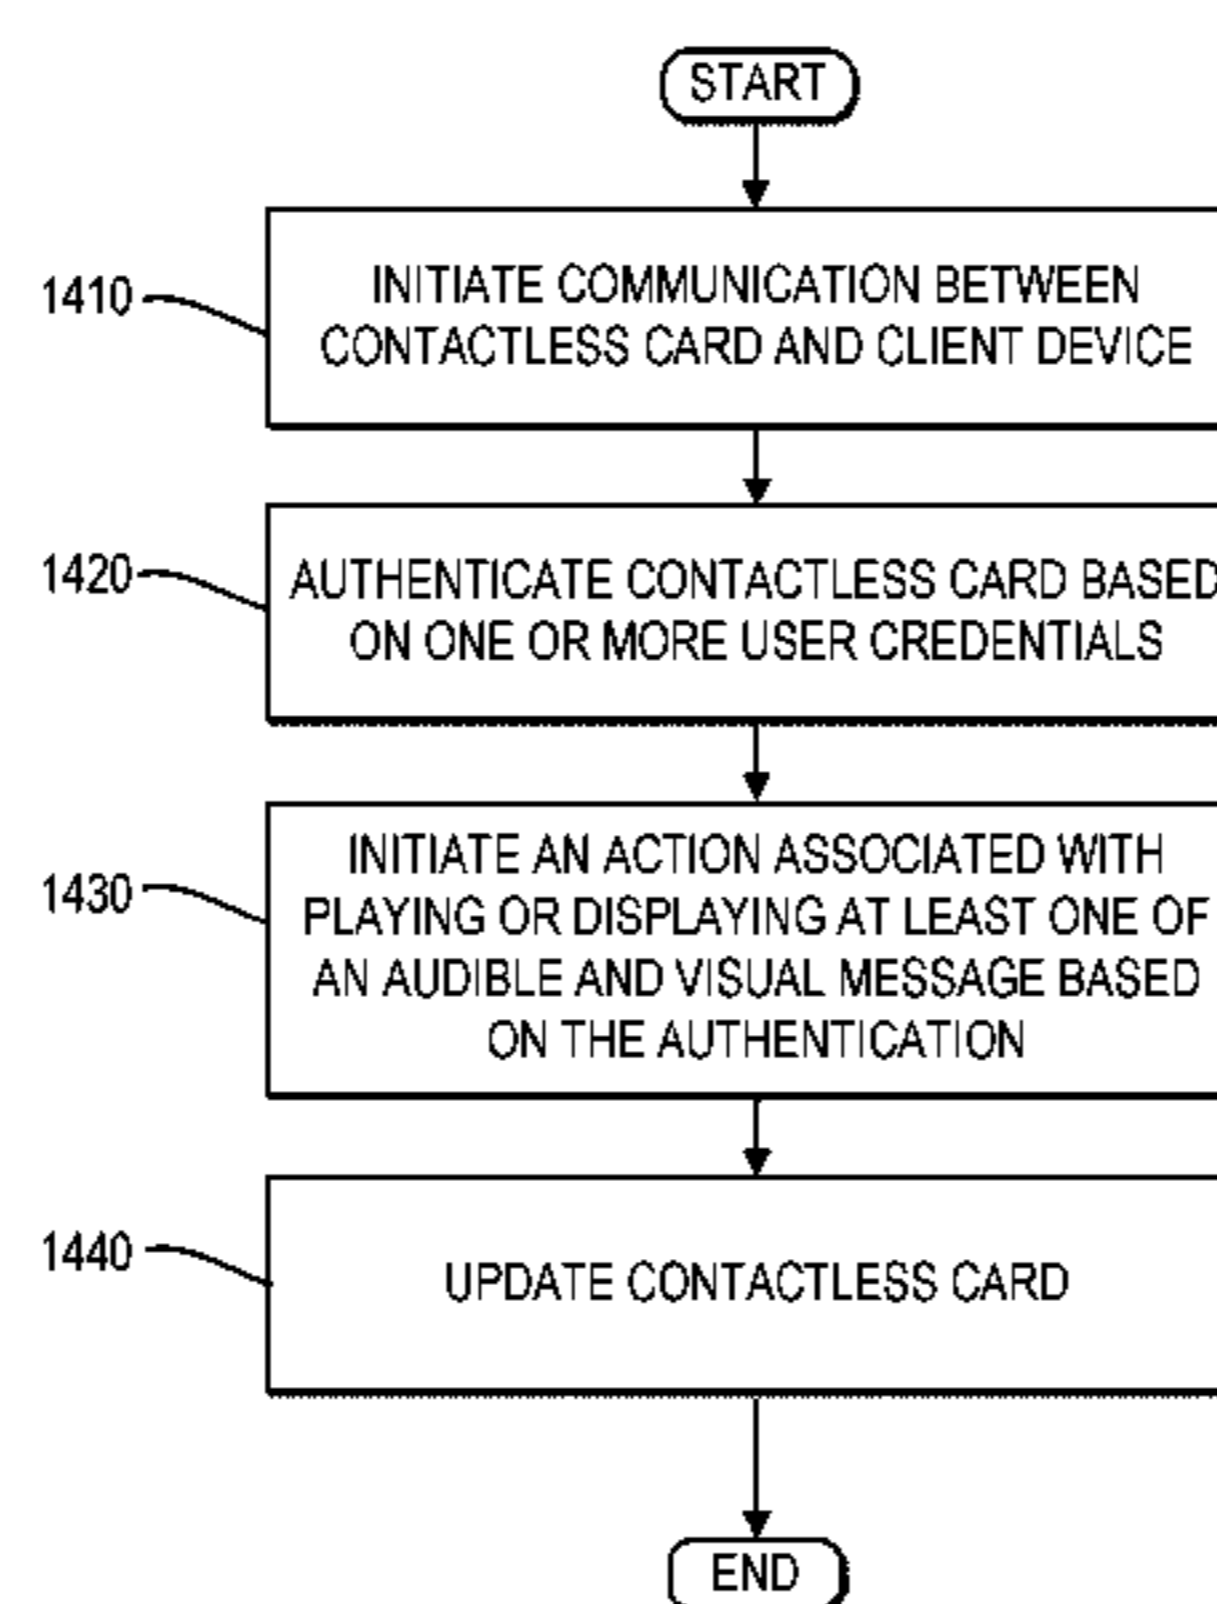 START
1410
INITIATE COMMUNICATION BETWEEN
CONTACTLESS CARD AND CLIENT DEVICE
1420
AUTHENTICATE CONTACTLESS CARD BASED
ON ONE OR MORE USER CREDENTIALS
1430
INITIATE AN ACTION ASSOCIATED WITH
PLAYING OR DISPLAYING AT LEAST ONE OF
AN AUDIBLE AND VISUAL MESSAGE BASED
ON THE AUTHENTICATION
1440
UPDATE CONTACTLESS CARD
END